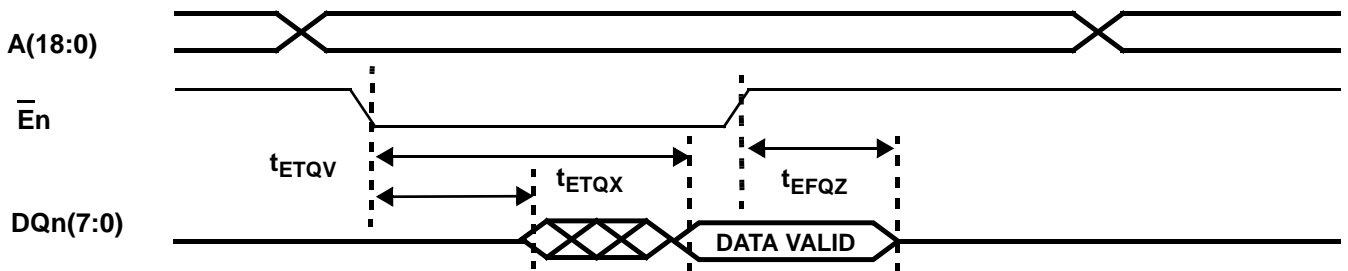 A(18:0)
En
tETQV
tETQX
tEFQZ
DQn(7:0)
DATA VALID